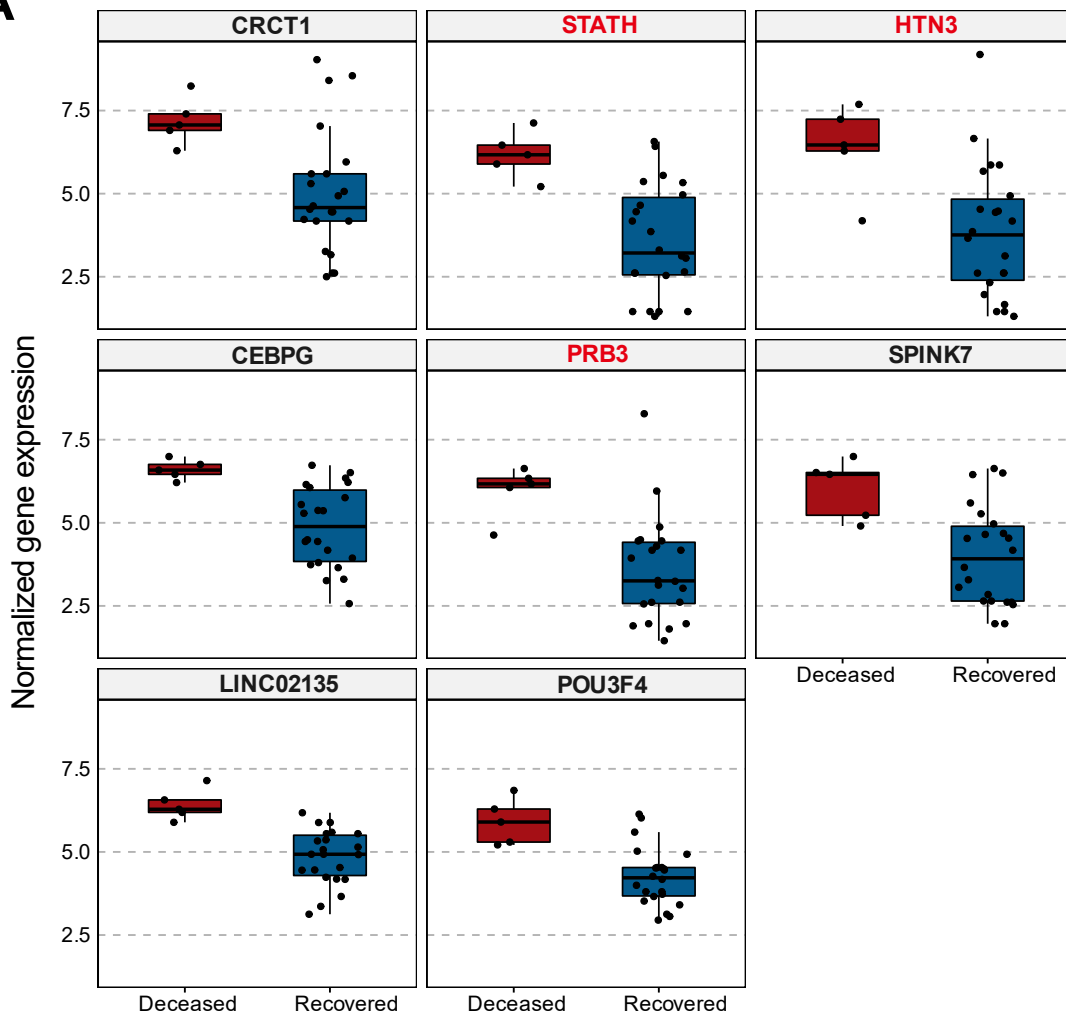 A
CRCT1 STATH HTN3
7.5
5.0
2.5
CEBPG PRB3 SPINK7
7.5
5.0
2.5
Normalized gene expression
Deceased Recovered
LINC02135 POU3F4
7.5
5.0
2.5
Deceased Recovered Deceased Recovered